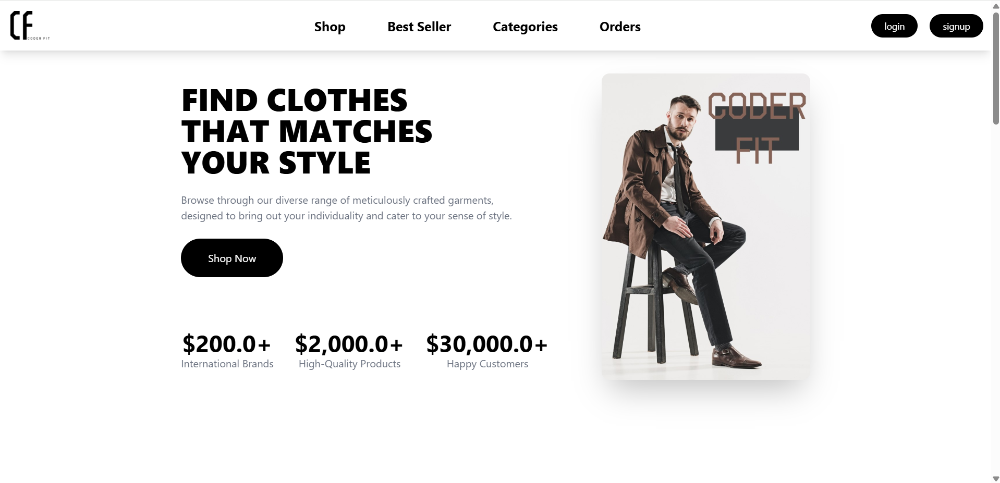 CF
CODER FIT
Shop
Best Seller
Categories
Orders
login
signup
FIND CLOTHES
THAT MATCHES
YOUR STYLE
Browse through our diverse range of meticulously crafted garments,
designed to bring out your individuality and cater to your sense of style.
Shop Now
$200.0+
International Brands
$2,000.0+
High-Quality Products
$30,000.0+
Happy Customers
CODER
FIT